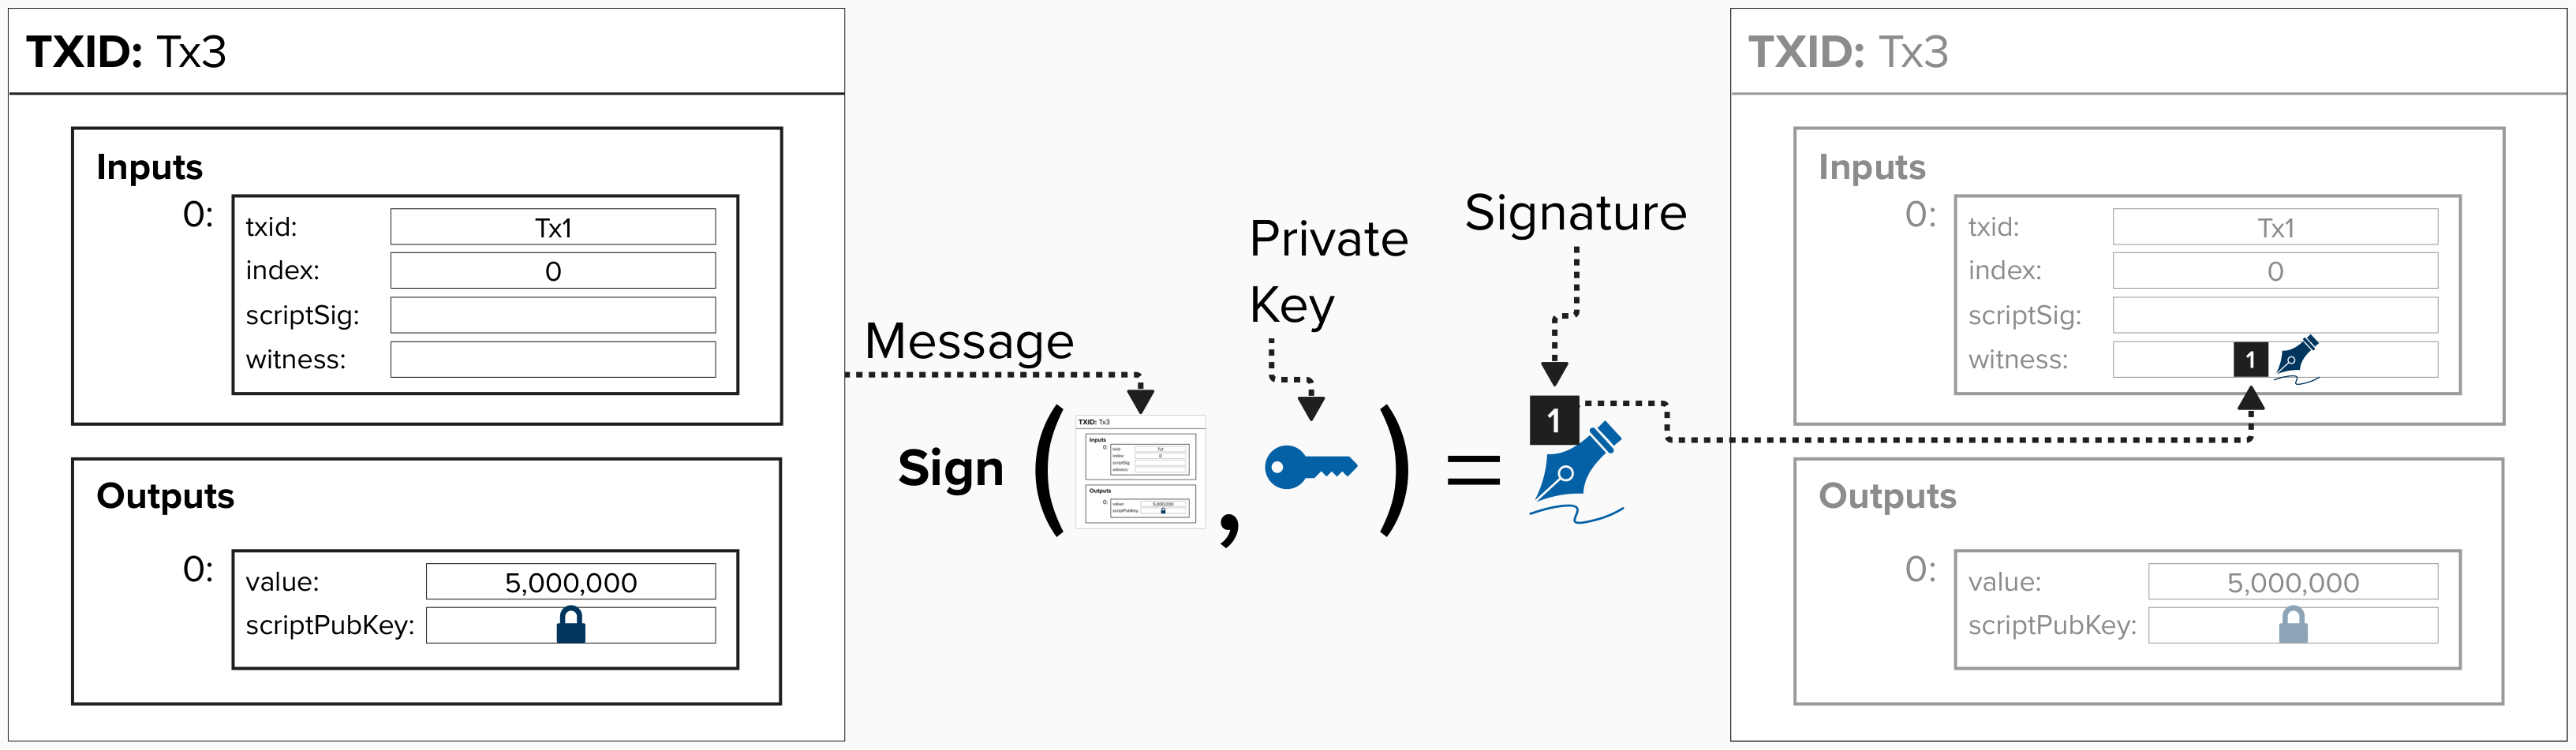 TXID: Tx3
Inputs
0:
txid: Tx1
index: 0
scriptSig:
witness:
Outputs
0:
value: 5,000,000
scriptPubKey:
Message
Private
Key
Signature
Sign ( , ) =
TXID: Tx3
Inputs
0:
txid: Tx1
index: 0
scriptSig:
witness:
Outputs
0:
value: 5,000,000
scriptPubKey:
1
TXID: Tx3
Inputs
0:
txid: Tx1
index: 0
scriptSig:
witness: 1
Outputs
0:
value: 5,000,000
scriptPubKey: